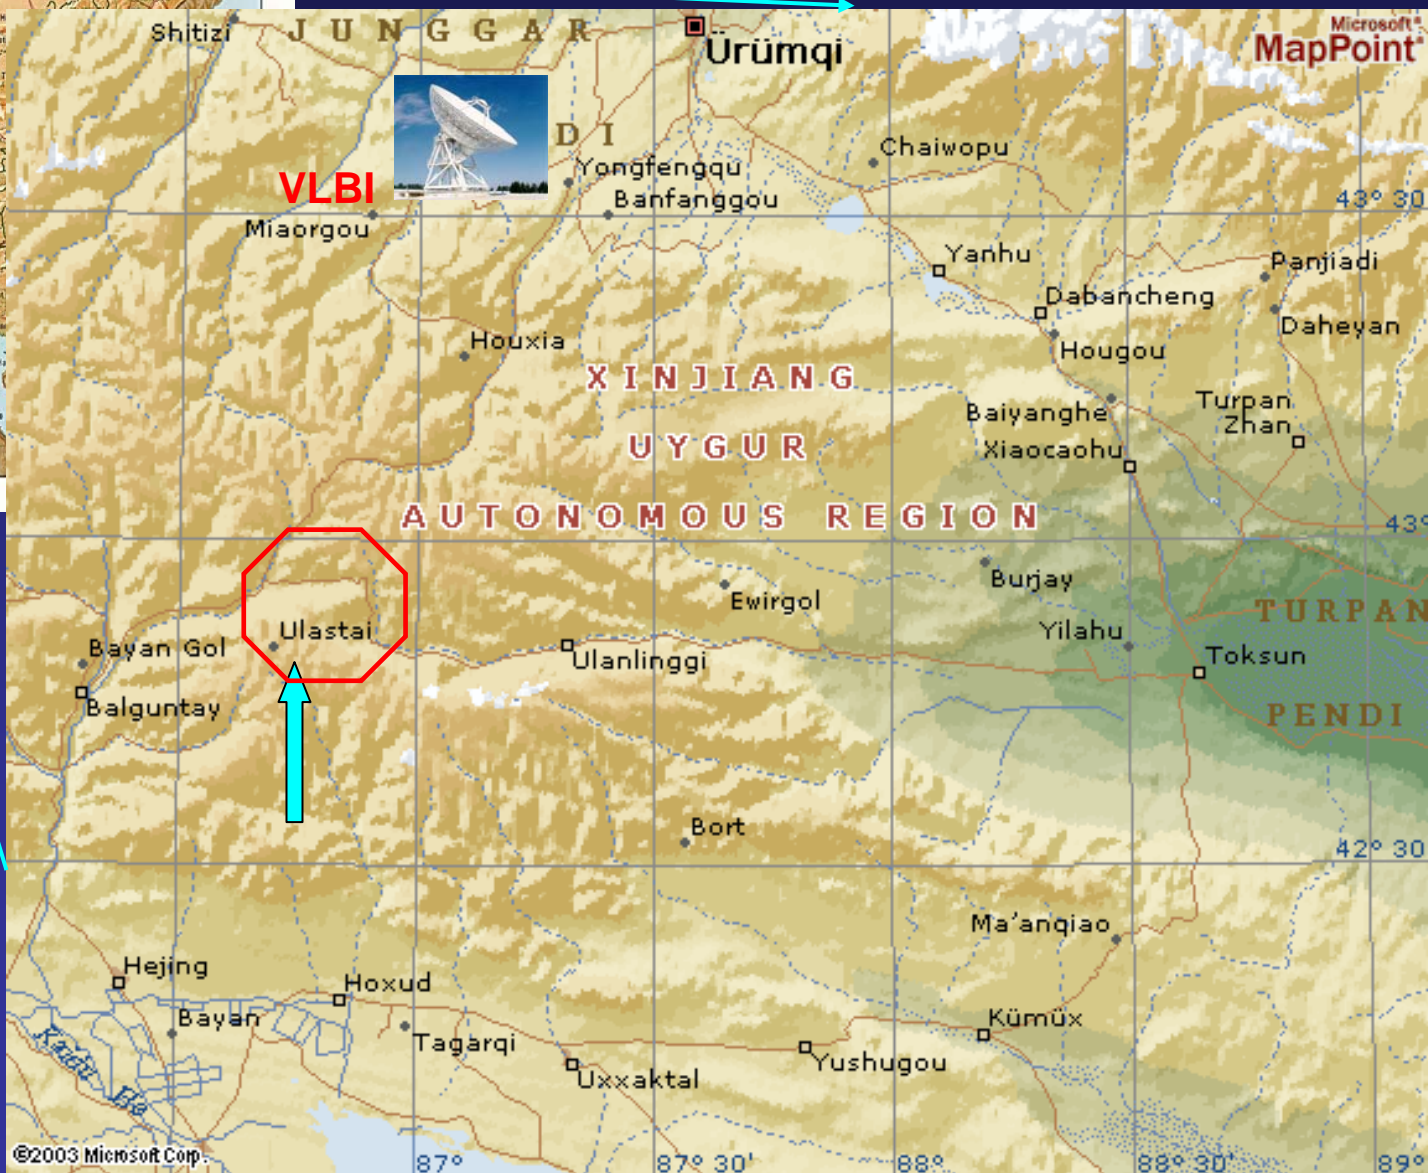 Shitizi
JUNGGAR
Ürümqi
Microsoft®
MapPoint®
DI
Chaiwopu
Yongfengqu
VLBI
Banfanggou
43° 30
Miaorgou
Yanhu
Panjiadi
Dabancheng
Daheyan
Houxia
Hougou
XINJIANG
Baiyanghe
Turpan
Zhan
UYGUR
Xiaocaohu
AUTONOMOUS REGION
43°
Burjay
Ewirgol
TURPAN
Ulastai
Yilahu
Bayan Gol
Ulanlinggi
Toksun
Balguntay
PENDI
Bort
42° 30
Ma'anqiao
Hejing
Hoxud
Bayan
Kümüx
Kaidu He
Tagarqi
Yushugou
Uxxaktal
©2003 Microsoft Corp.
87°
87° 30'
88°
88° 30'
89°